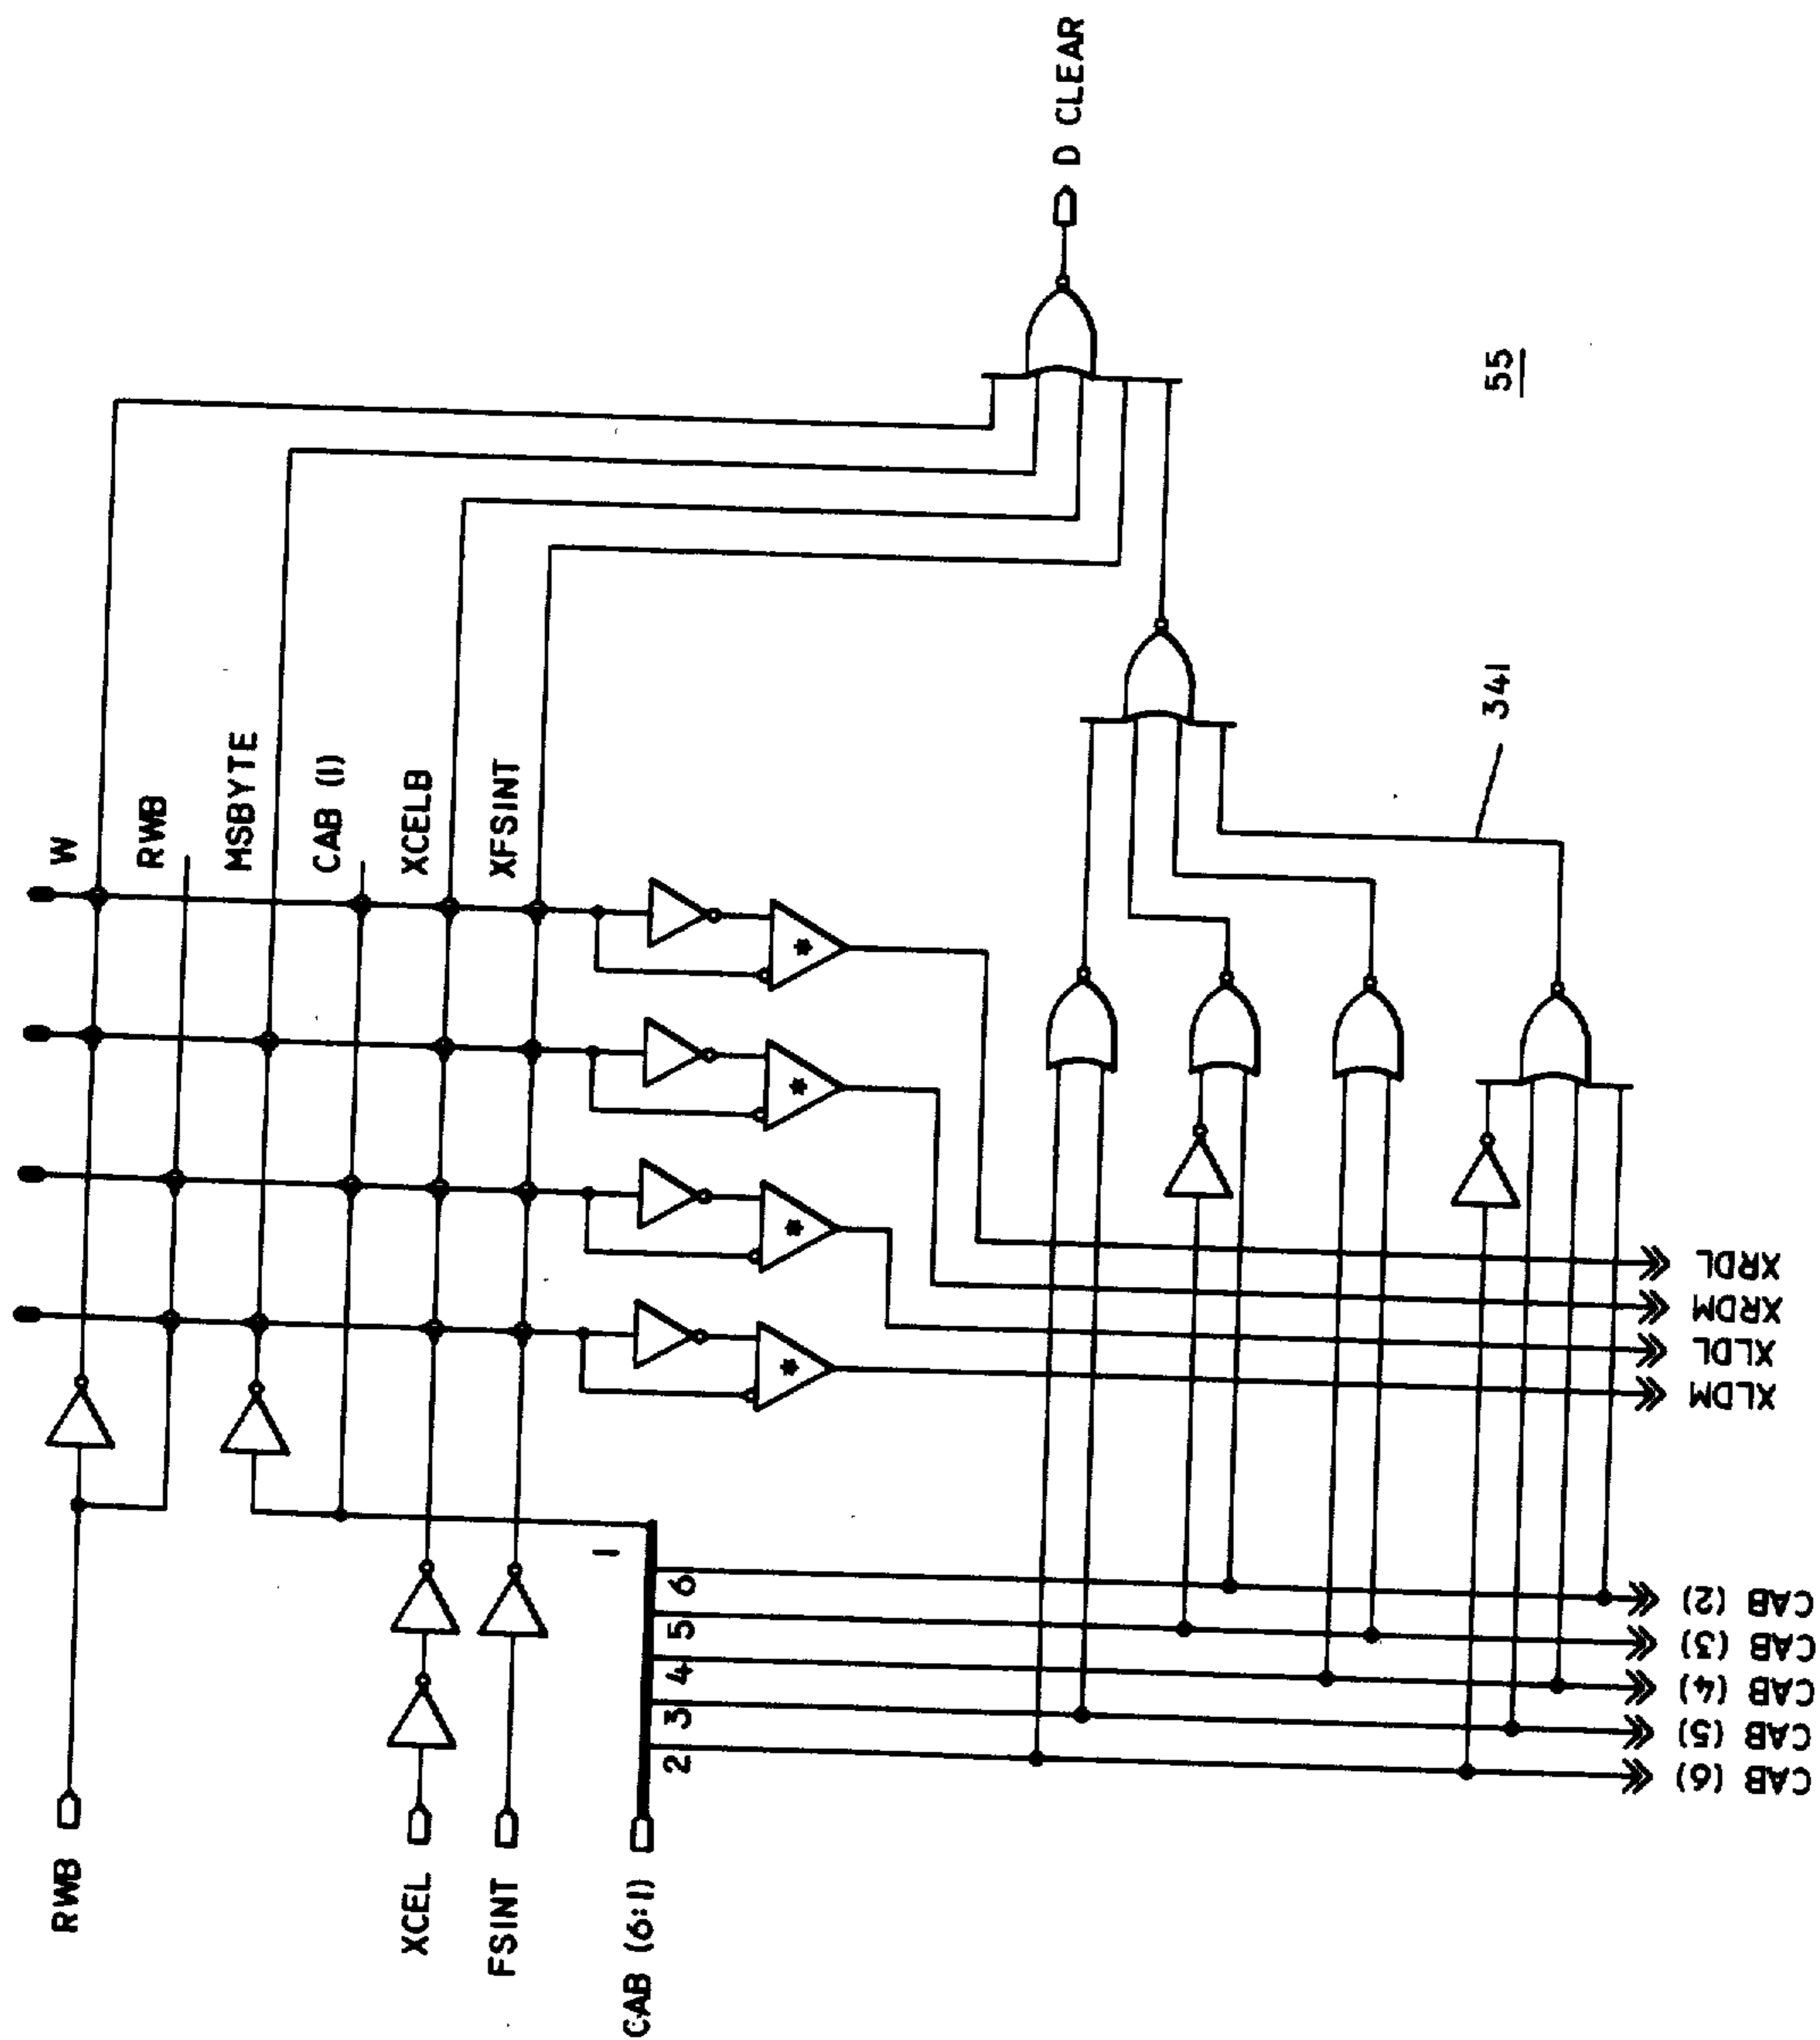 RWB
XCEL
FSINT
CAB (6:1)
W
RWB
MSBYTE
CAB (1)
XCELB
XFSINT
1
6
5
4
3
2
*
*
*
*
D CLEAR
55
341
XRDL
XRDM
XLDL
XLDM
CAB (2)
CAB (3)
CAB (4)
CAB (5)
CAB (6)